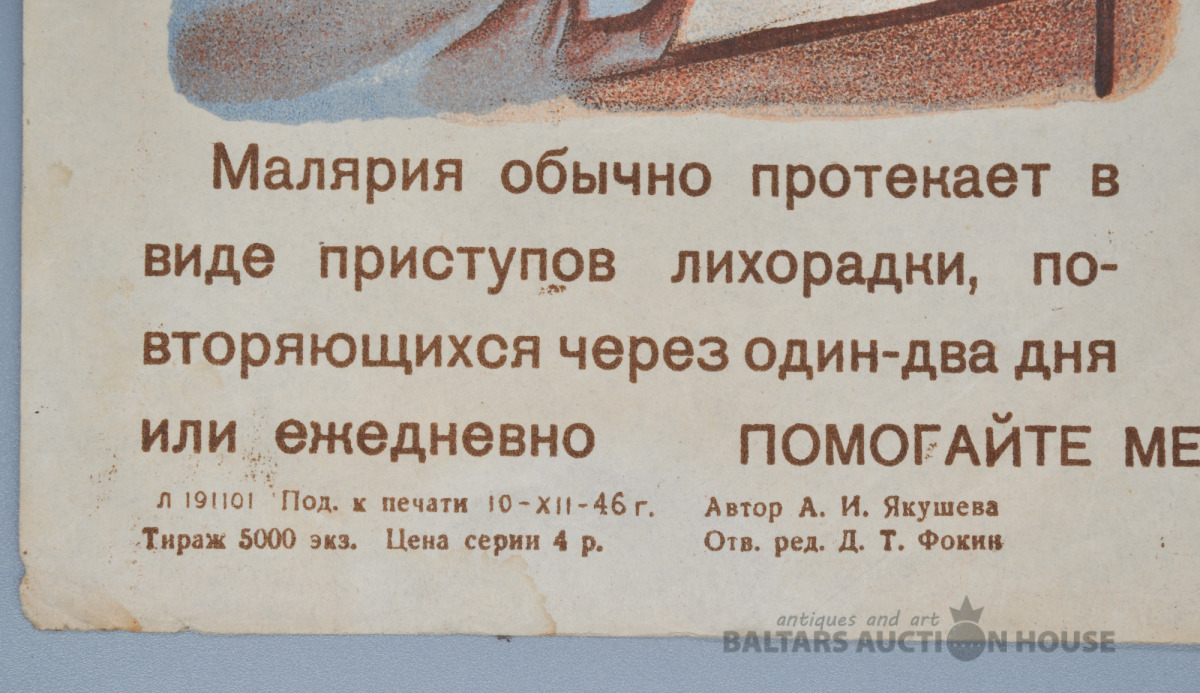 Малярия обычно протекает в
виде приступов лихорадки, по-
вторяющихся через один-два дня
или ежедневно
ПОМОГАЙТЕ МЕ
Л 191101 Под. к печати 10-XII-46 г.
Тираж 5000 экз. Цена серии 4 р.
Автор А. И. Якушева
Отв. ред. Д. Т. Фокин
antiques and art
BALTARS AUCTION HOUSE